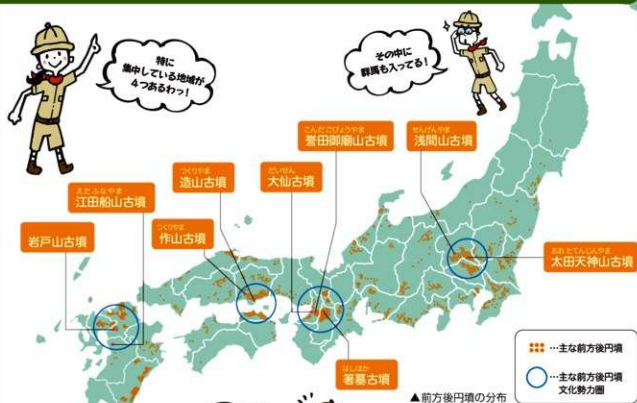 特に
集中している地域が
4つあるわっ！
その中に
群馬も入ってる！
こんだごびょうやま
誉田御廟山古墳
せんげんやま
浅間山古墳
つくりやま
造山古墳
だいせん
大仙古墳
えだふなやま
江田船山古墳
つくりやま
作山古墳
岩戸山古墳
おおたてんじんやま
太田天神山古墳
はしはか
箸墓古墳
…主な前方後円墳
…主な前方後円墳
文化勢力圏
▲前方後円墳の分布